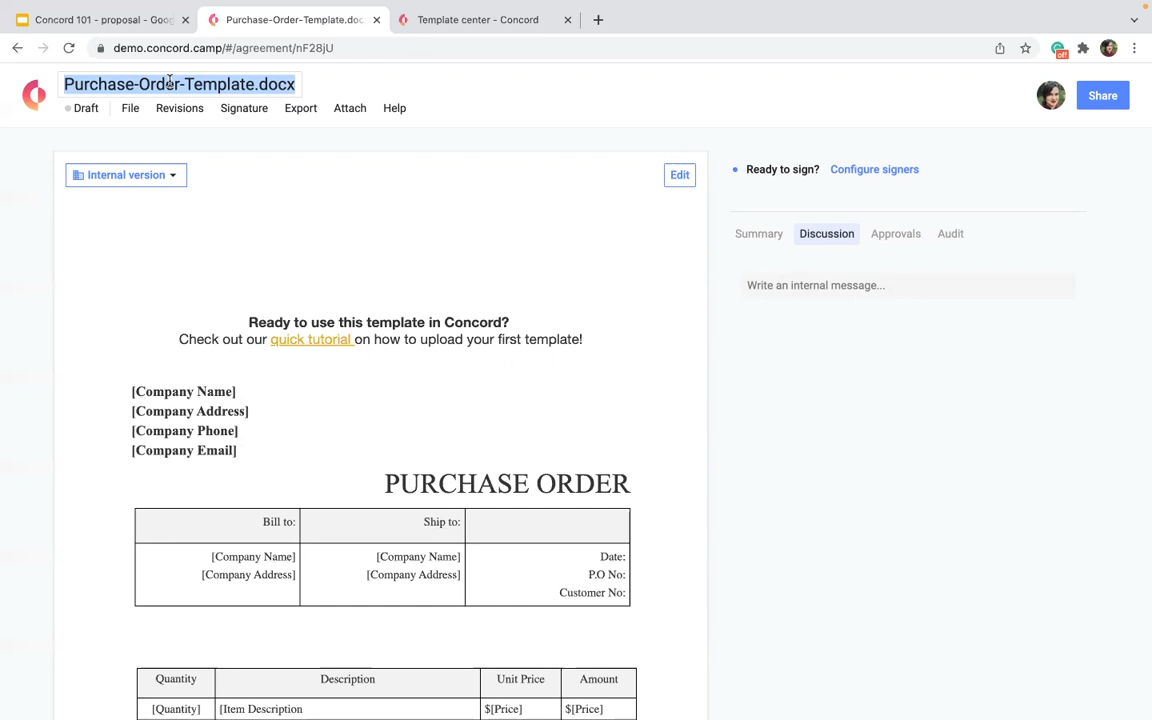 Concord 101 - proposal - Goog
Purchase-Order-Template.doc
Template center - Concord
demo.concord.camp/#/agreement/nF28jU
off
Purchase-Order-Template.docx
Draft File Revisions Signature Export Attach Help
Share
Internal version
Edit
Ready to sign? Configure signers
Summary Discussion Approvals Audit
Write an internal message...
Ready to use this template in Concord?
Check out our quick tutorial on how to upload your first template!
[Company Name]
[Company Address]
[Company Phone]
[Company Email]
PURCHASE ORDER
Bill to: Ship to:
[Company Name] [Company Name] Date:
[Company Address] [Company Address] P.O No:
Customer No:
Quantity Description Unit Price Amount
[Quantity] [Item Description $[Price] $[Price]